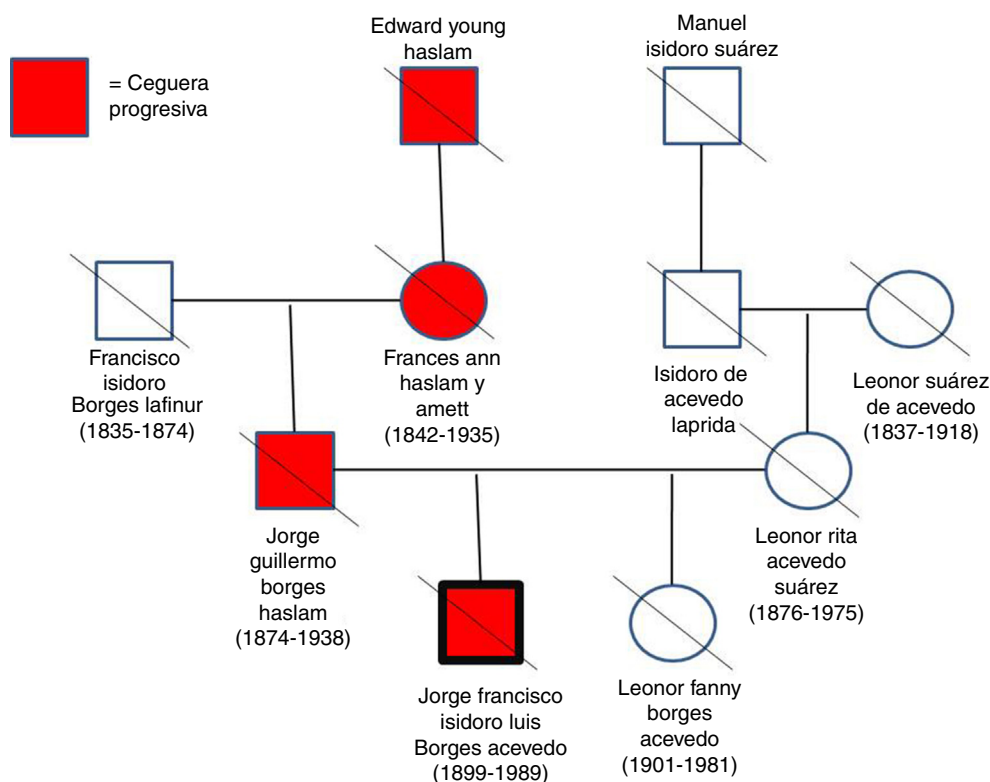 = Ceguera
progresiva
Edward young
haslam
Manuel
isidoro suárez
Francisco
isidoro
Borges lafinur
(1835-1874)
Frances ann
haslam y
amett
(1842-1935)
Isidoro de
acevedo
laprida
Leonor suárez
de acevedo
(1837-1918)
Jorge
guillermo
borges
haslam
(1874-1938)
Leonor rita
acevedo
suárez
(1876-1975)
Jorge francisco
isidoro luis
Borges acevedo
(1899-1989)
Leonor fanny
borges
acevedo
(1901-1981)